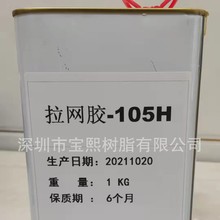 拉网胶-105H
深圳市宝熙树脂有限公司
生产日期:20211020
重 量: 1 KG
保质期: 6个月